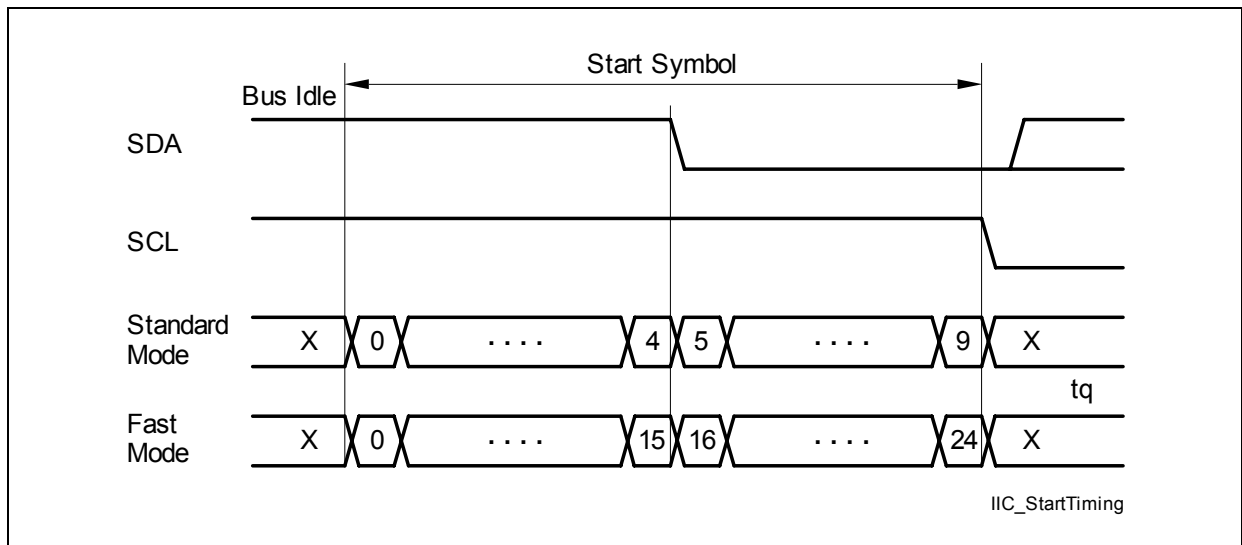 Start Symbol
Bus Idle
SDA
SCL
Standard
Mode
X 0 . . . . 4 5 . . . . 9 X
tq
Fast
Mode
X 0 . . . . 15 16 . . . . 24 X
IIC_StartTiming